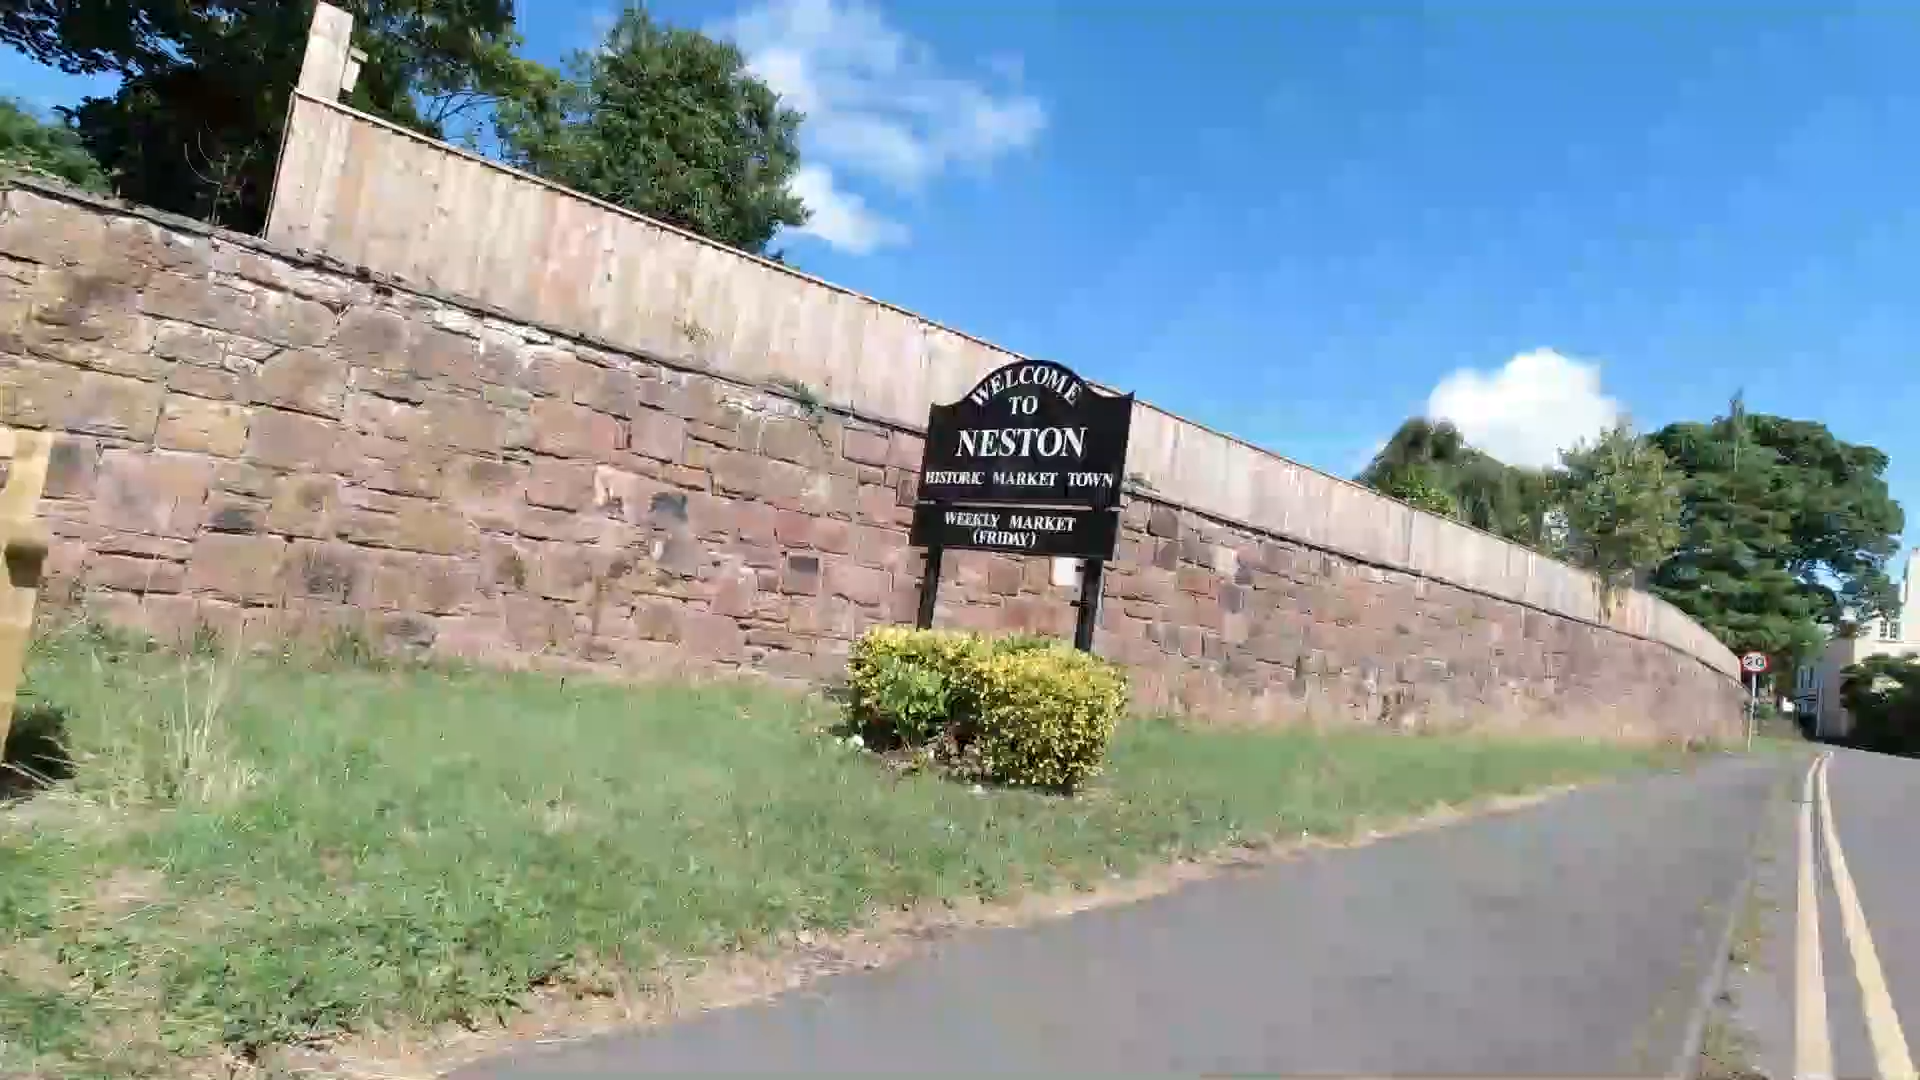 WELCOME
TO
NESTON
HISTORIC MARKET TOWN
WEEKLY MARKET
(FRIDAY)
20